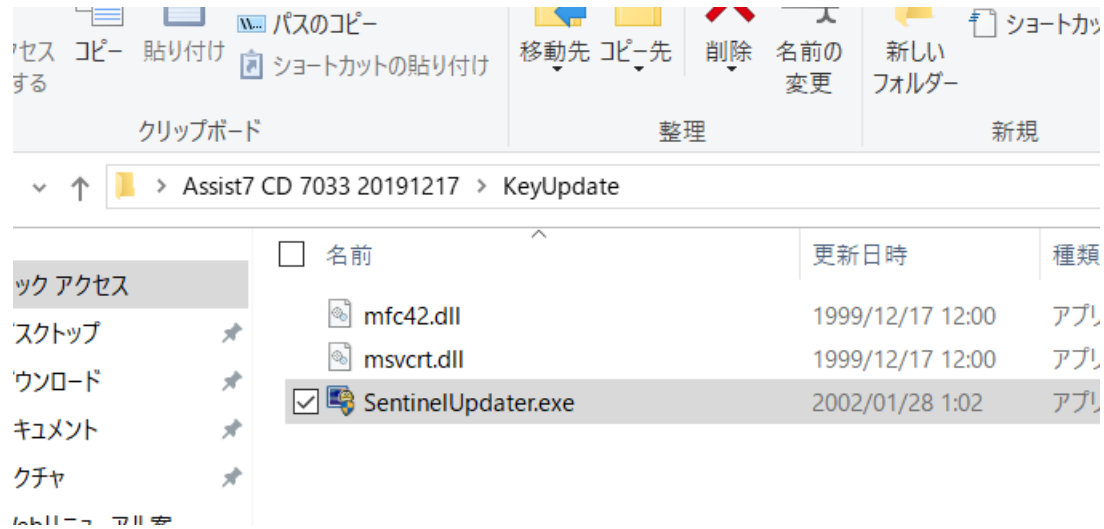 パスのコピー
アクセス
する
コピー
貼り付け
ショートカットの貼り付け
移動先
コピー先
削除
名前の
変更
新しい
フォルダー
ショートカッ
クリップボード
整理
新規
Assist7 CD 7033 20191217 > KeyUpdate
名前
更新日時
種類
ック アクセス
スクトップ
ウンロード
キュメント
クチャ
mfc42.dll
1999/12/17 12:00
アプリ
msvcrt.dll
1999/12/17 12:00
アプリ
SentinelUpdater.exe
2002/01/28 1:02
アプリ